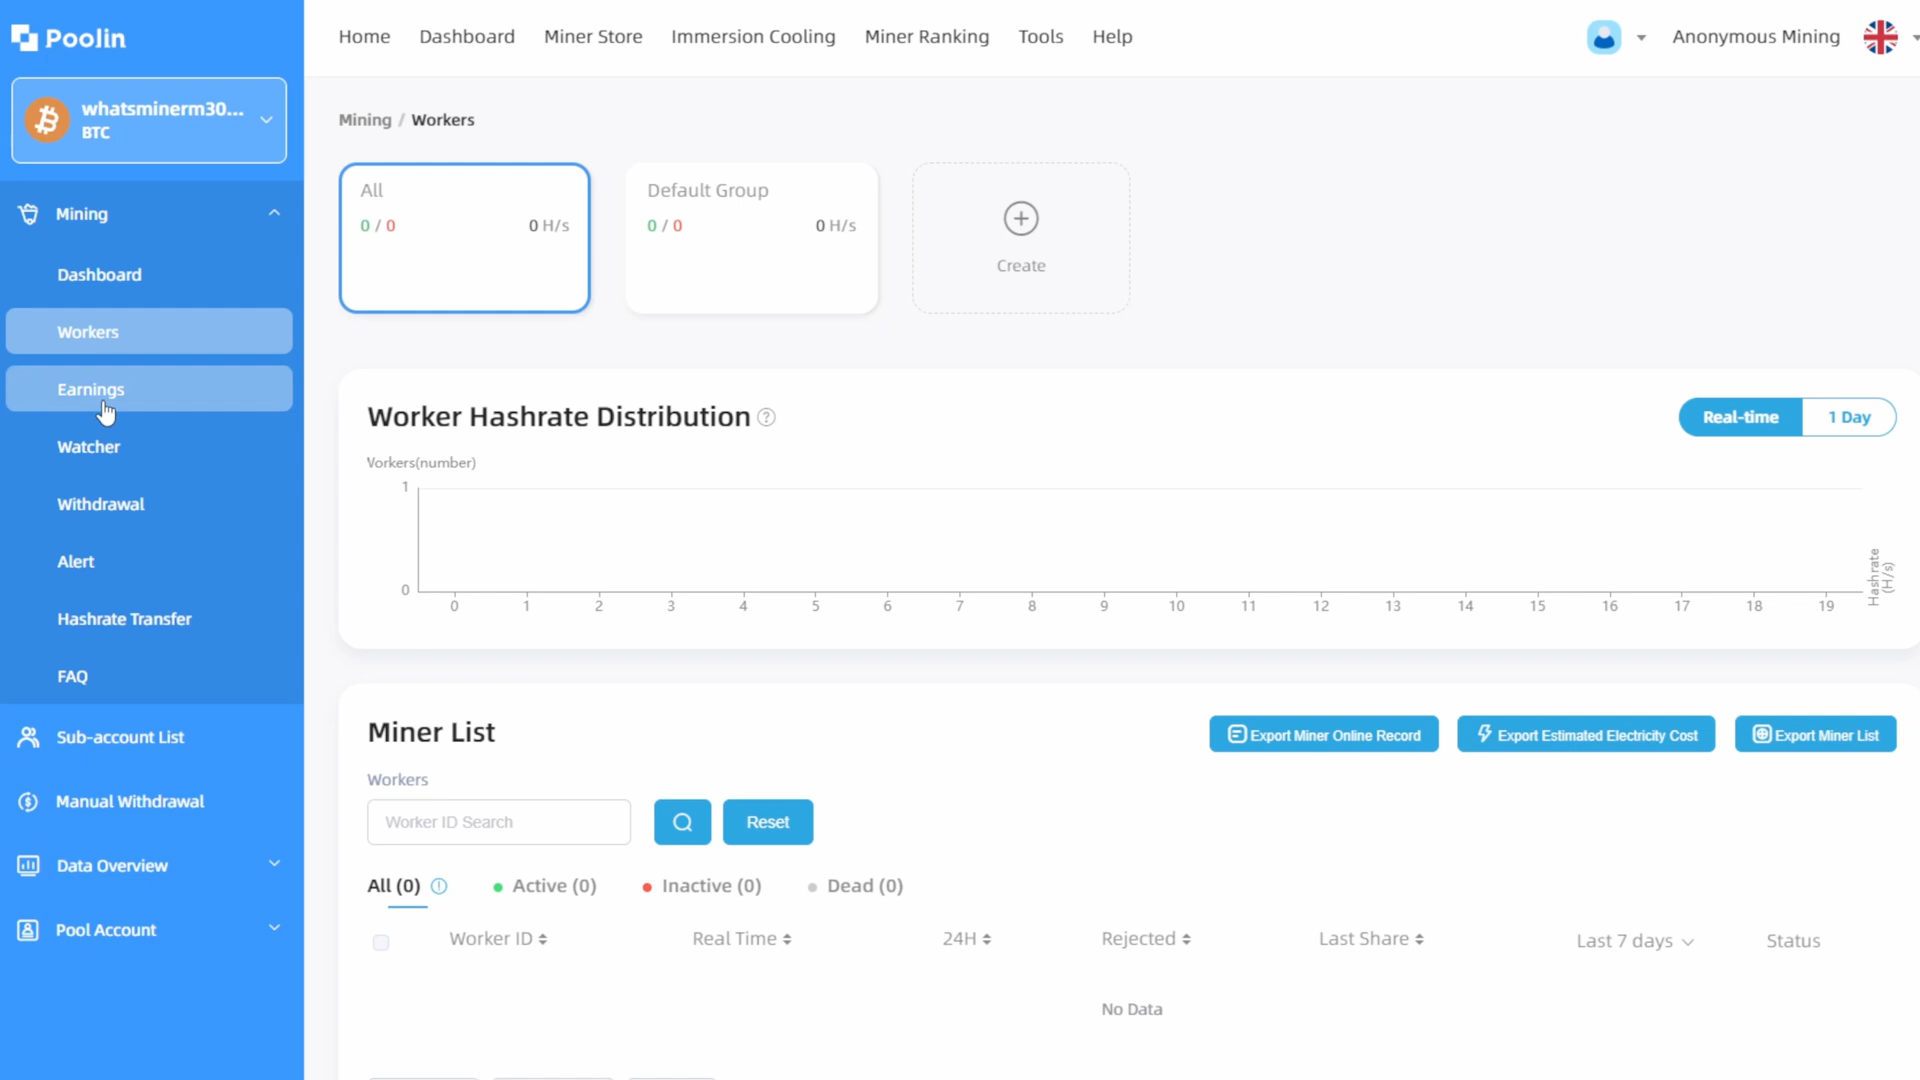 Poolin
Home Dashboard Miner Store Immersion Cooling Miner Ranking Tools Help
Anonymous Mining
whatsminerm30...
BTC
Mining
Dashboard
Workers
Earnings
Watcher
Withdrawal
Alert
Hashrate Transfer
FAQ
Sub-account List
Manual Withdrawal
Data Overview
Pool Account
Mining / Workers
All
0 / 0 0 H/s
Default Group
0 / 0 0 H/s
Create
Worker Hashrate Distribution
Real-time 1 Day
Vorkers(number)
1
0
0 1 2 3 4 5 6 7 8 9 10 11 12 13 14 15 16 17 18 19
Hashrate
(H/s)
Miner List
Export Miner Online Record Export Estimated Electricity Cost Export Miner List
Workers
Worker ID Search Reset
All (0) Active (0) Inactive (0) Dead (0)
Worker ID Real Time 24H Rejected Last Share Last 7 days Status
No Data